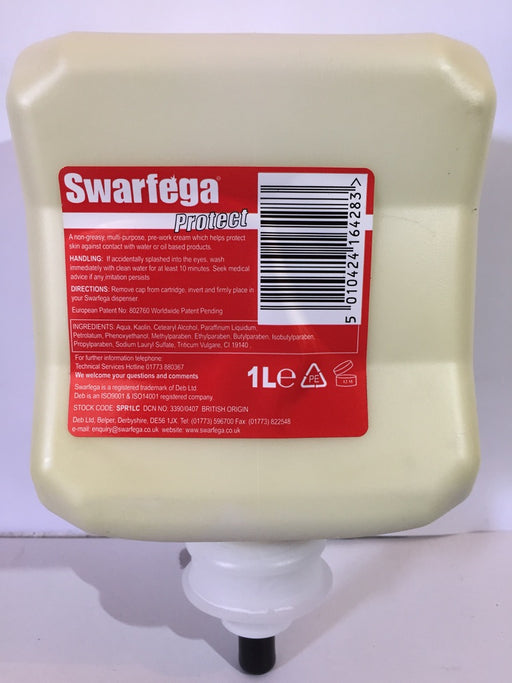 Swarfega®
Protect
A non-greasy, multi-purpose, pre-work cream which helps protect
skin against contact with water or oil based products.
HANDLING: If accidentally splashed into the eyes, wash
immediately with clean water for at least 10 minutes. Seek medical
advice if any irritation persists
DIRECTIONS: Remove cap from cartridge, invert and firmly place in
your Swarfega dispenser
European Patent No: 802760 Worldwide Patent Pending
INGREDIENTS: Aqua, Kaolin, Cetearyl Alcohol, Paraffinum Liquidum,
Petrolatum, Phenoxyethanol, Methylparaben, Ethylparaben, Butylparaben, Isobutylparaben,
Propylparaben, Sodium Lauryl Sulfate, Triticum Vulgare, CI 19140
For further information telephone:
Technical Services Hotline 01773 880367
We welcome your questions and comments
Swarfega is a registered trademark of Deb Ltd.
Deb is an ISO9001 & ISO14001 registered company.
STOCK CODE: SPR1LC DCN NO: 3390/0407 BRITISH ORIGIN
Deb Ltd, Belper, Derbyshire, DE56 1JX. Tel: (01773) 596700 Fax: (01773) 822548
e-mail: enquiry@swarfega.co.uk website: www.swarfega.co.uk
5 010424 164283 >
1L℮
PE